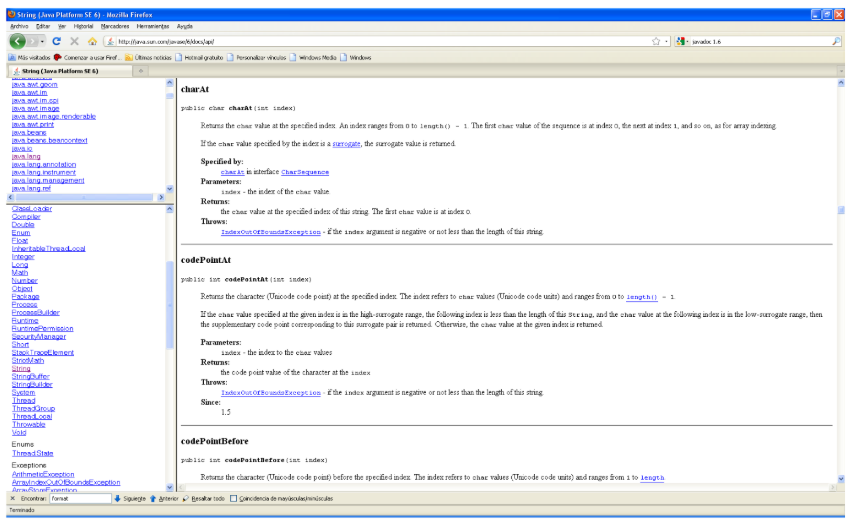 String (Java Platform SE 6) - Mozilla Firefox
Archivo Editar Ver Historial Marcadores Herramientas Ayuda
http://java.sun.com/javase/6/docs/api/
javadoc 1.6
Más visitados Comenzar a usar Firef... Últimas noticias Hotmail gratuito Personalizar vínculos Windows Media Windows
String (Java Platform SE 6)
java.awt.geom
java.awt.im
java.awt.im.spi
java.awt.image
java.awt.image.renderable
java.awt.print
java.beans
java.beans.beancontext
java.io
java.lang
java.lang.annotation
java.lang.instrument
java.lang.management
java.lang.ref
ClassLoader
Compiler
Double
Enum
Float
InheritableThreadLocal
Integer
Long
Math
Number
Object
Package
Process
ProcessBuilder
Runtime
RuntimePermission
SecurityManager
Short
StackTraceElement
StrictMath
String
StringBuffer
StringBuilder
System
Thread
ThreadGroup
ThreadLocal
Throwable
Void
Enums
Thread.State
Exceptions
ArithmeticException
ArrayIndexOutOfBoundsException
ArrayStoreException
charAt
public char charAt(int index)
Returns the char value at the specified index. An index ranges from 0 to length() - 1. The first char value of the sequence is at index 0, the next at index 1, and so on, as for array indexing.
If the char value specified by the index is a surrogate, the surrogate value is returned.
Specified by:
charAt in interface CharSequence
Parameters:
index - the index of the char value.
Returns:
the char value at the specified index of this string. The first char value is at index 0.
Throws:
IndexOutOfBoundsException - if the index argument is negative or not less than the length of this string.
codePointAt
public int codePointAt(int index)
Returns the character (Unicode code point) at the specified index. The index refers to char values (Unicode code units) and ranges from 0 to length() - 1.
If the char value specified at the given index is in the high-surrogate range, the following index is less than the length of this String, and the char value at the following index is in the low-surrogate range, then
the supplementary code point corresponding to this surrogate pair is returned. Otherwise, the char value at the given index is returned.
Parameters:
index - the index to the char values
Returns:
the code point value of the character at the index
Throws:
IndexOutOfBoundsException - if the index argument is negative or not less than the length of this string.
Since:
1.5
codePointBefore
public int codePointBefore(int index)
Returns the character (Unicode code point) before the specified index. The index refers to char values (Unicode code units) and ranges from 1 to length.
Encontrar: format Siguiente Anterior Resaltar todo Coincidencia de mayúsculas/minúsculas
Terminado